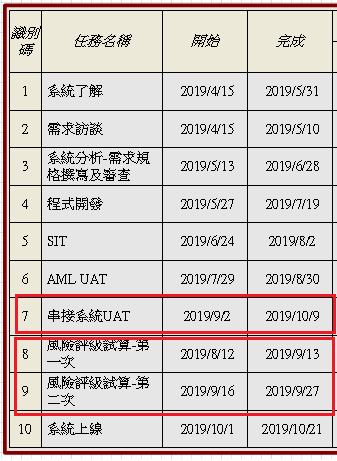 識別碼 任務名稱 開始 完成
1 系統了解 2019/4/15 2019/5/31
2 需求訪談 2019/4/15 2019/5/10
3 系統分析-需求規格撰寫及審查 2019/5/13 2019/6/28
4 程式開發 2019/5/27 2019/7/19
5 SIT 2019/6/24 2019/8/2
6 AML UAT 2019/7/29 2019/8/30
7 串接系統UAT 2019/9/2 2019/10/9
8 風險評級試算-第一次 2019/8/12 2019/9/13
9 風險評級試算-第二次 2019/9/16 2019/9/27
10 系統上線 2019/10/1 2019/10/21